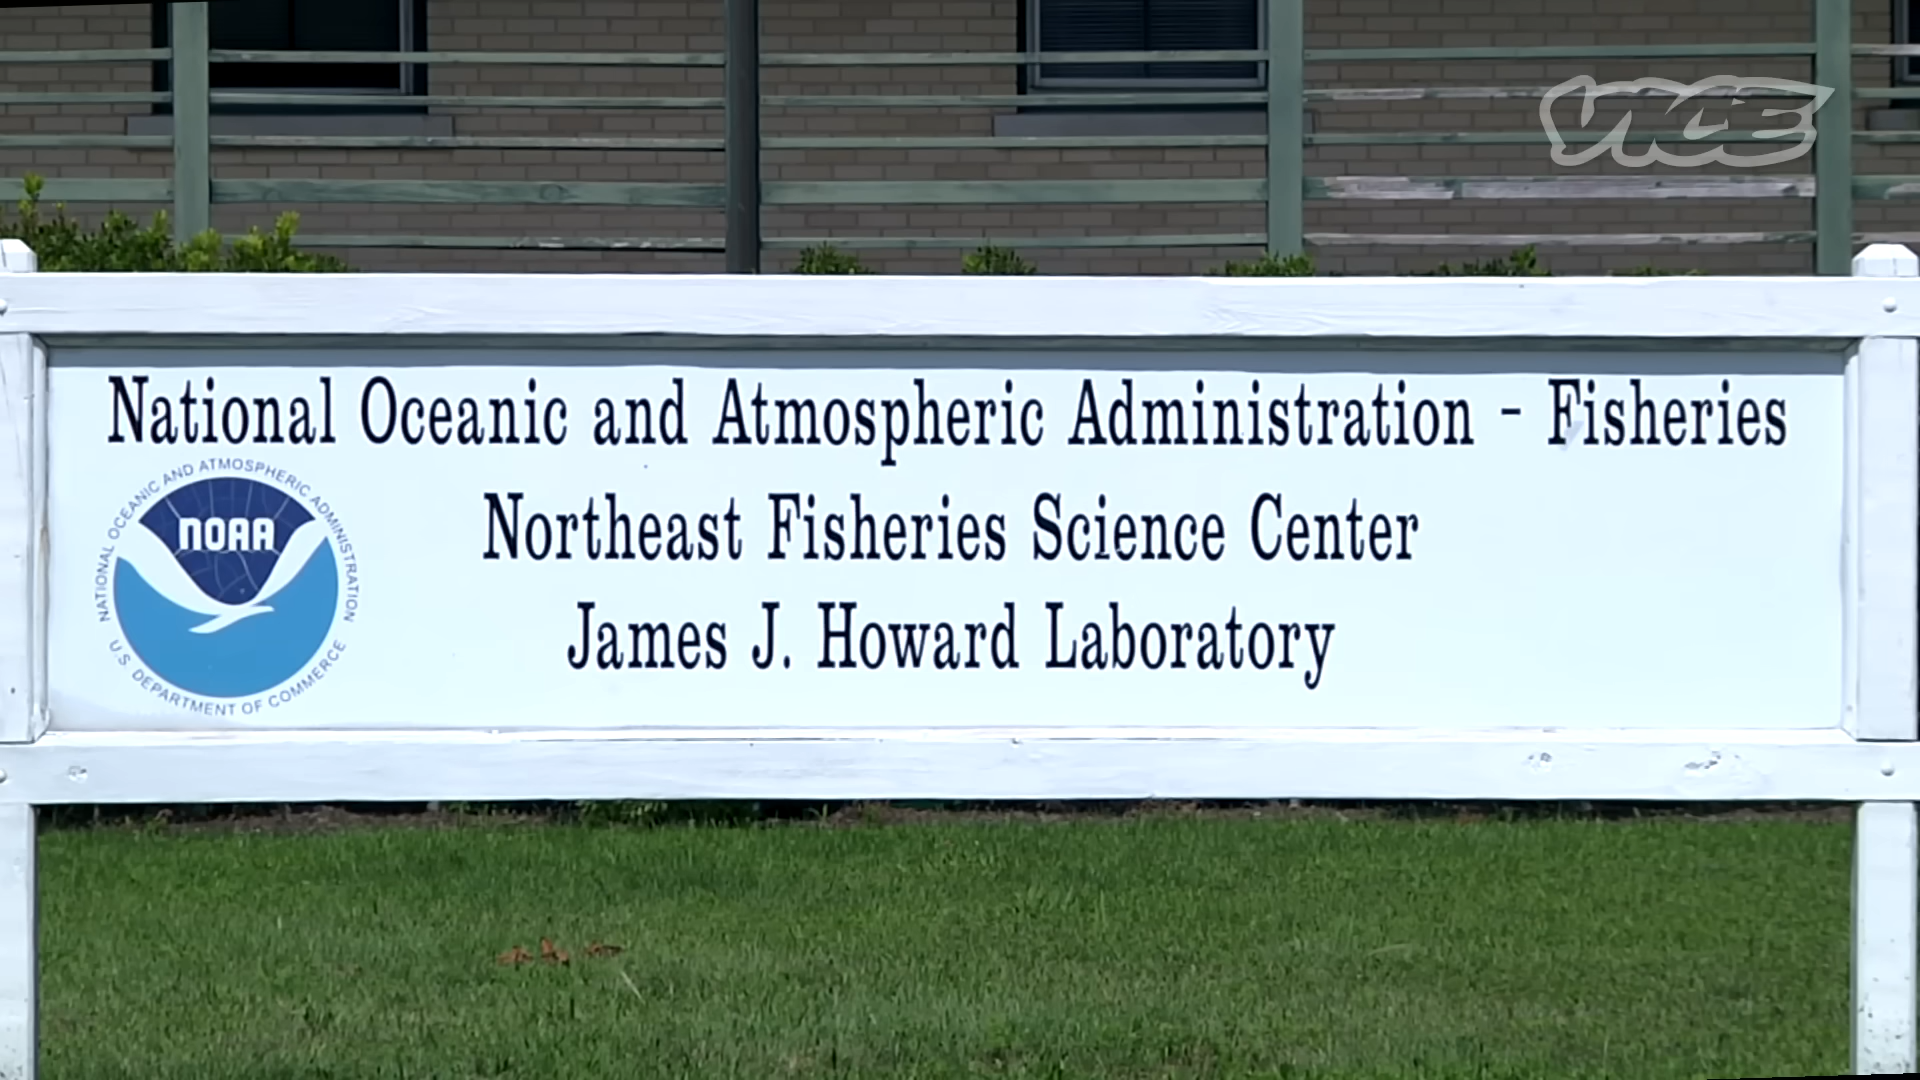 VICE
National Oceanic and Atmospheric Administration - Fisheries
NATIONAL OCEANIC AND ATMOSPHERIC ADMINISTRATION
NOAA
U.S. DEPARTMENT OF COMMERCE
Northeast Fisheries Science Center
James J. Howard Laboratory